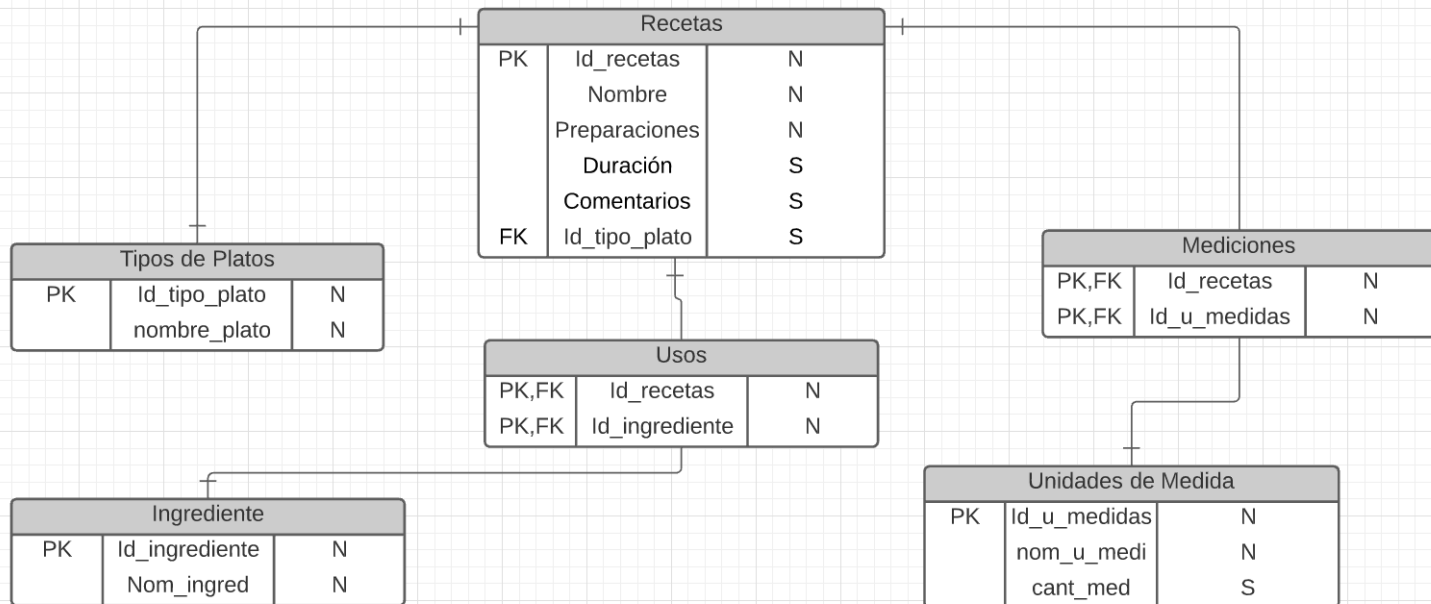 Recetas
PK Id_recetas N
Nombre N
Preparaciones N
Duración S
Comentarios S
FK Id_tipo_plato S
Tipos de Platos
PK Id_tipo_plato N
nombre_plato N
Mediciones
PK,FK Id_recetas N
PK,FK Id_u_medidas N
Usos
PK,FK Id_recetas N
PK,FK Id_ingrediente N
Ingrediente
PK Id_ingrediente N
Nom_ingred N
Unidades de Medida
PK Id_u_medidas N
nom_u_medi N
cant_med S